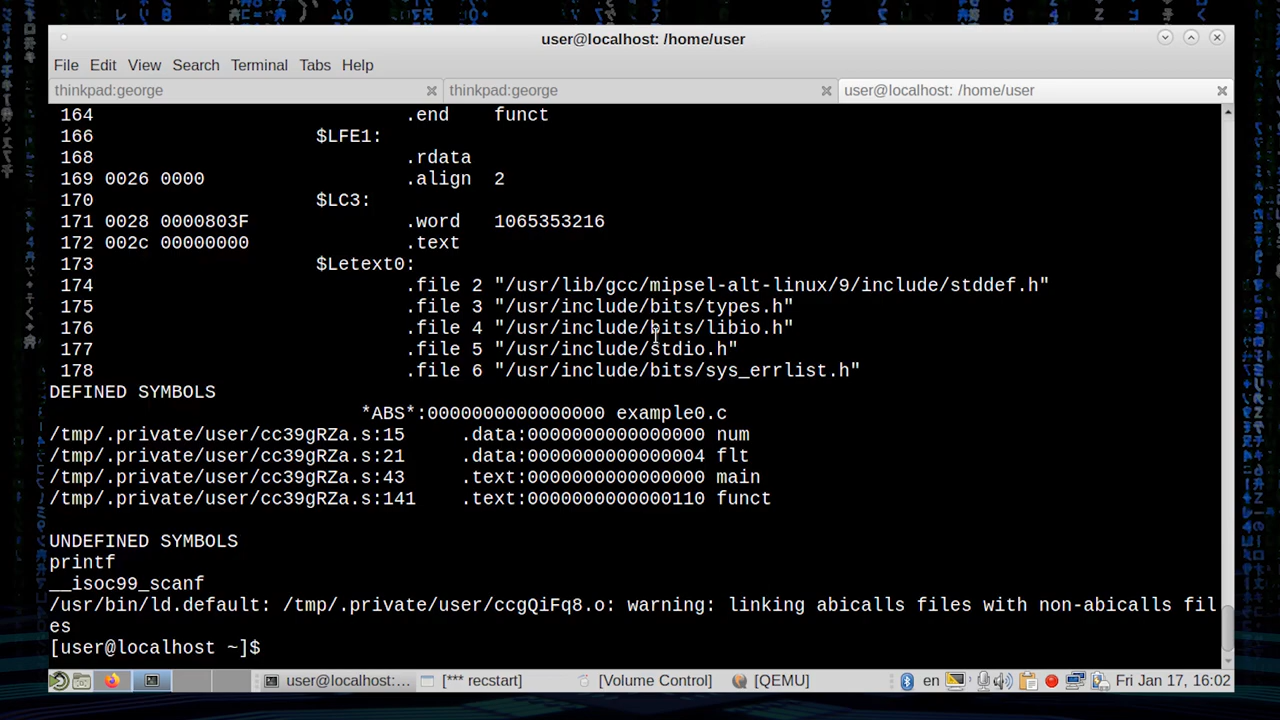 user@localhost: /home/user
File Edit View Search Terminal Tabs Help
thinkpad:george thinkpad:george user@localhost: /home/user
164 .end funct
166 $LFE1:
168 .rdata
169 0026 0000 .align 2
170 $LC3:
171 0028 0000803F .word 1065353216
172 002c 00000000 .text
173 $Letext0:
174 .file 2 "/usr/lib/gcc/mipsel-alt-linux/9/include/stddef.h"
175 .file 3 "/usr/include/bits/types.h"
176 .file 4 "/usr/include/bits/libio.h"
177 .file 5 "/usr/include/stdio.h"
178 .file 6 "/usr/include/bits/sys_errlist.h"
DEFINED SYMBOLS
*ABS*:0000000000000000 example0.c
/tmp/.private/user/cc39gRZa.s:15 .data:0000000000000000 num
/tmp/.private/user/cc39gRZa.s:21 .data:0000000000000004 flt
/tmp/.private/user/cc39gRZa.s:43 .text:0000000000000000 main
/tmp/.private/user/cc39gRZa.s:141 .text:0000000000000110 funct
UNDEFINED SYMBOLS
printf
__isoc99_scanf
/usr/bin/ld.default: /tmp/.private/user/ccgQiFq8.o: warning: linking abicalls files with non-abicalls fil
es
[user@localhost ~]$
user@localhost:... [*** recstart] [Volume Control] [QEMU] en Fri Jan 17, 16:02